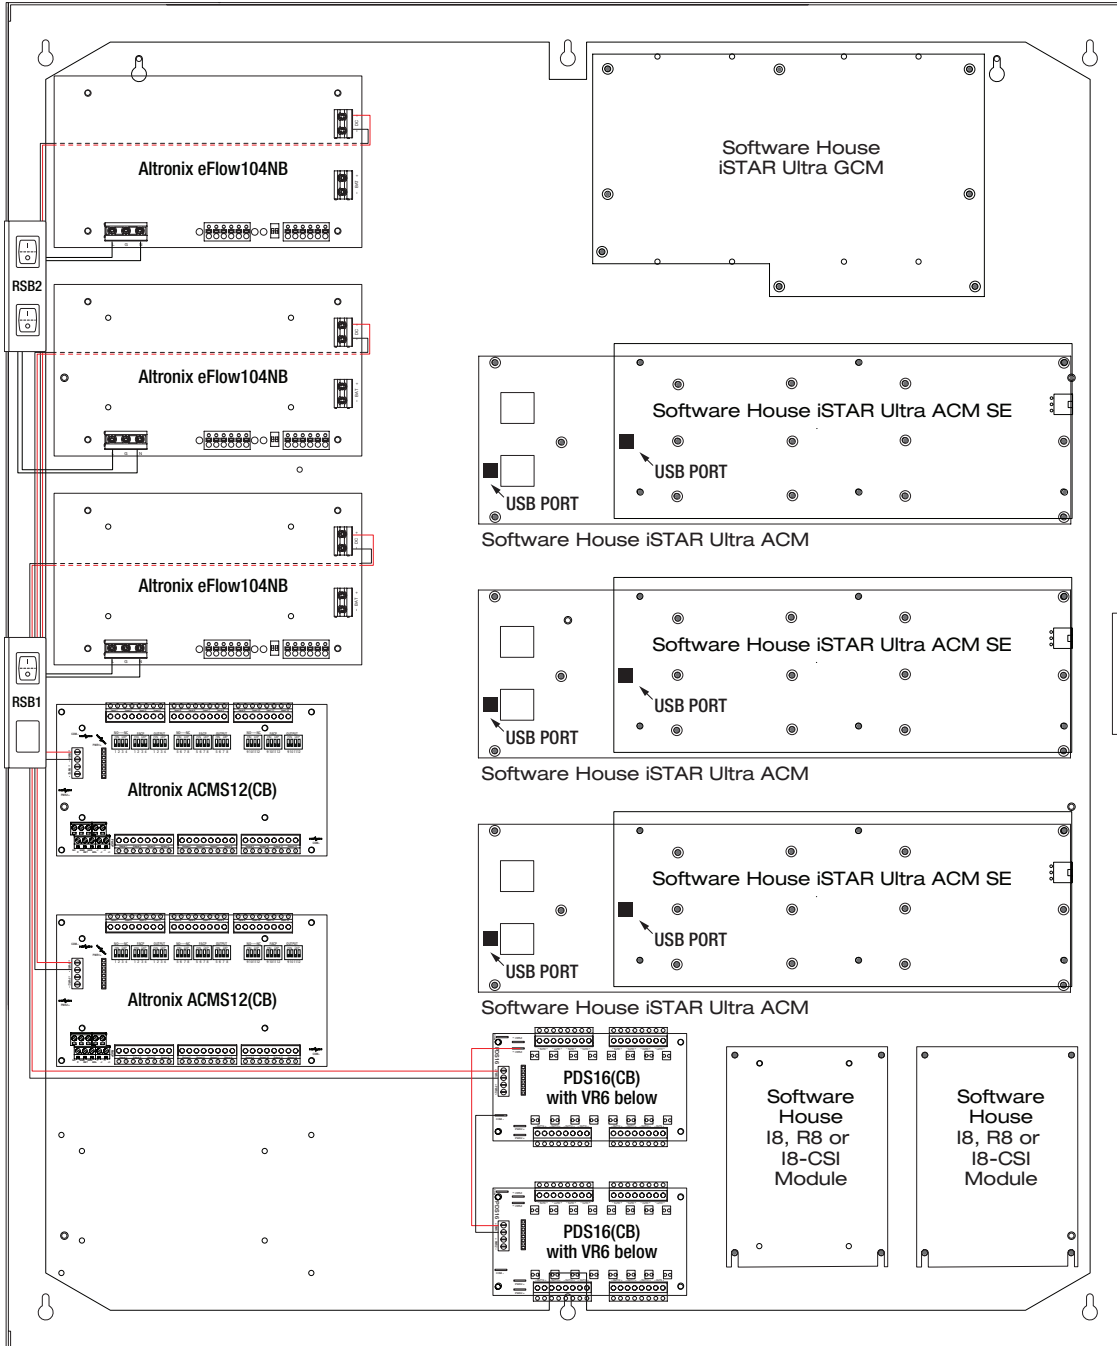 Altronix eFlow104NB
Software House
iSTAR Ultra GCM
RSB2
Altronix eFlow104NB
Software House iSTAR Ultra ACM SE
USB PORT
USB PORT
Software House iSTAR Ultra ACM
Altronix eFlow104NB
Software House iSTAR Ultra ACM SE
USB PORT
USB PORT
Software House iSTAR Ultra ACM
RSB1
Altronix ACMS12(CB)
Software House iSTAR Ultra ACM SE
USB PORT
USB PORT
Software House iSTAR Ultra ACM
Altronix ACMS12(CB)
PDS16
PDS16(CB)
with VR6 below
PDS16
PDS16(CB)
with VR6 below
Software
House
I8, R8 or
I8-CSI
Module
Software
House
I8, R8 or
I8-CSI
Module